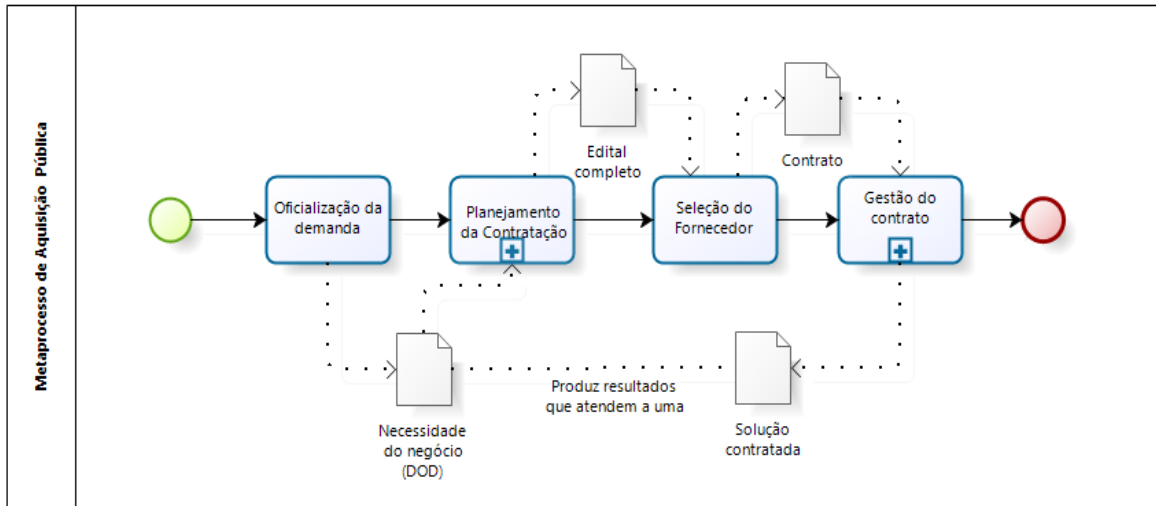 Metaprocesso de Aquisição Pública
Edital
completo
Contrato
Oficialização da
demanda
Planejamento
da Contratação
Seleção do
Fornecedor
Gestão do
contrato
Necessidade
do negócio
(DOD)
Produz resultados
que atendem a uma
Solução
contratada